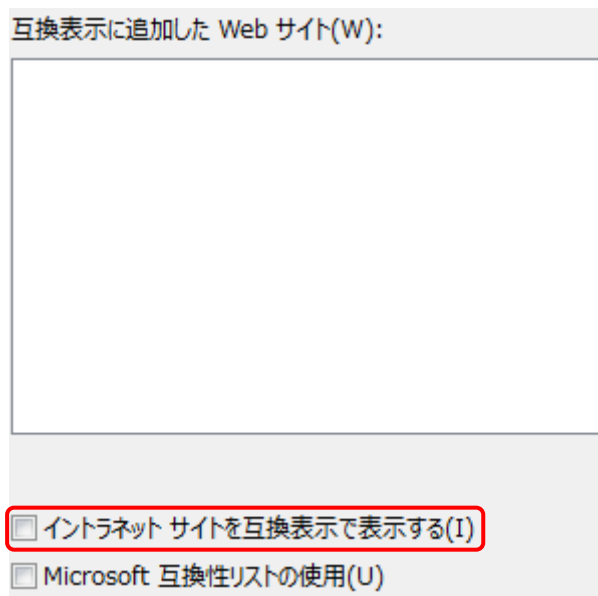 互換表示に追加した Web サイト(W):
イントラネット サイトを互換表示で表示する(I)
Microsoft 互換性リストの使用(U)